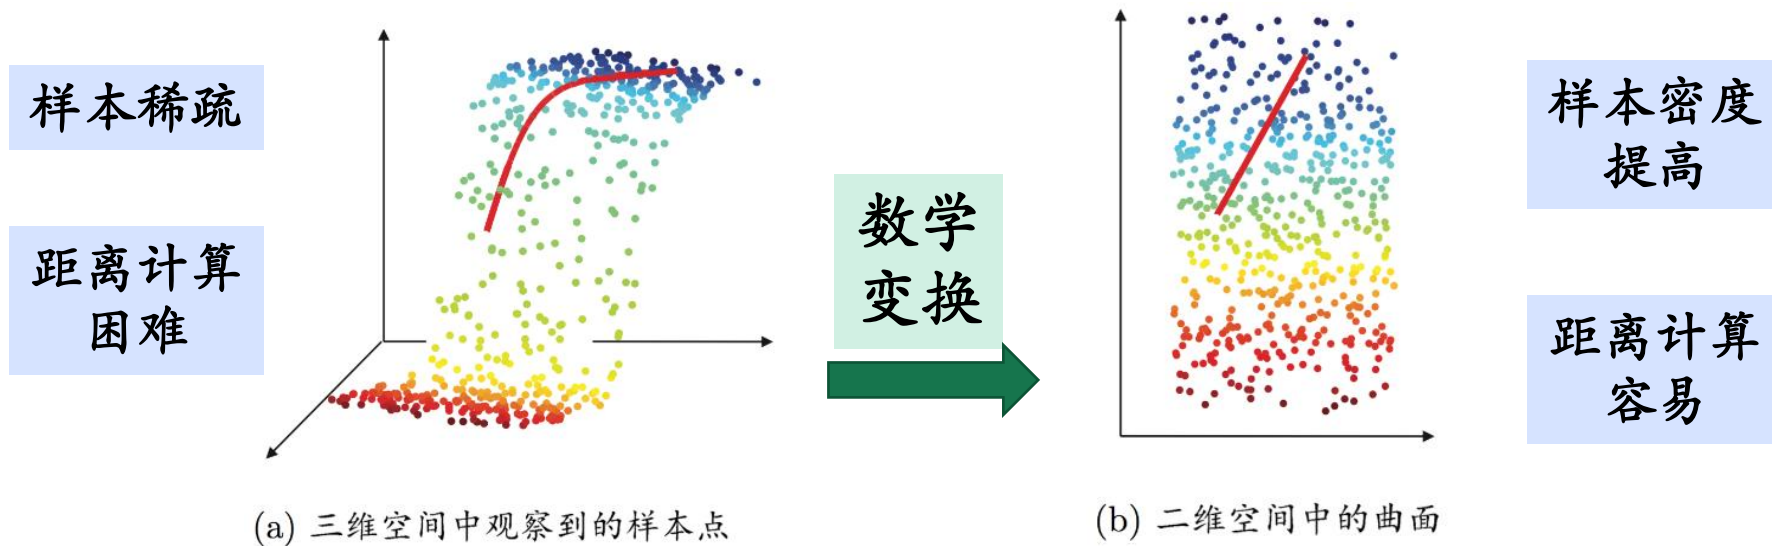 样本稀疏
距离计算
困难
数学
变换
样本密度
提高
距离计算
容易
(a) 三维空间中观察到的样本点
(b) 二维空间中的曲面